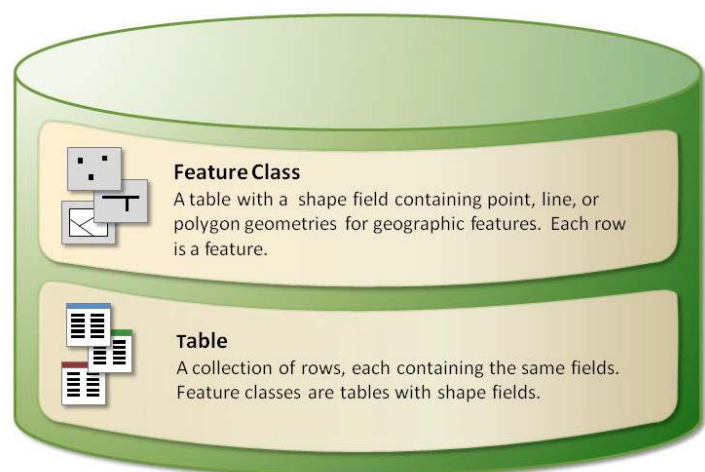 Feature Class
A table with a shape field containing point, line, or
polygon geometries for geographic features. Each row
is a feature.
Table
A collection of rows, each containing the same fields.
Feature classes are tables with shape fields.